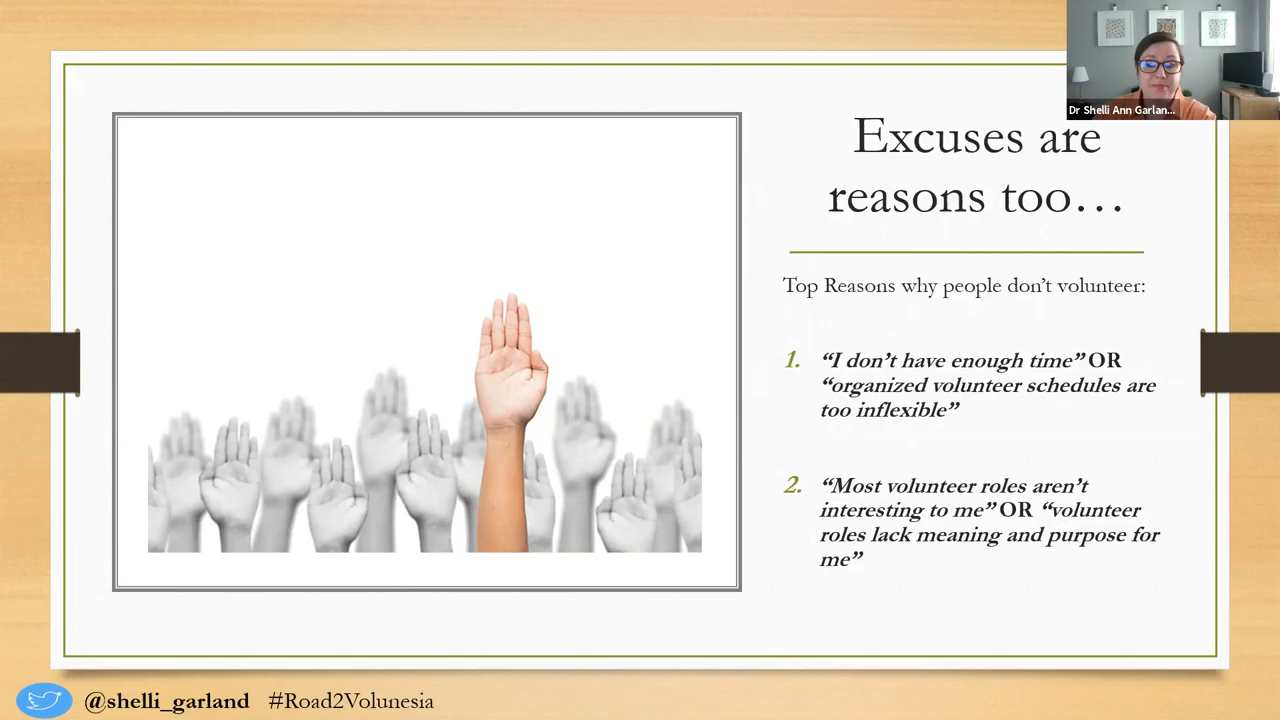 Dr Shelli Ann Garlan...
Excuses are
reasons too…
Top Reasons why people don’t volunteer:
1. “I don’t have enough time” OR
“organized volunteer schedules are
too inflexible”
2. “Most volunteer roles aren’t
interesting to me” OR “volunteer
roles lack meaning and purpose for
me”
@shelli_garland #Road2Volunesia